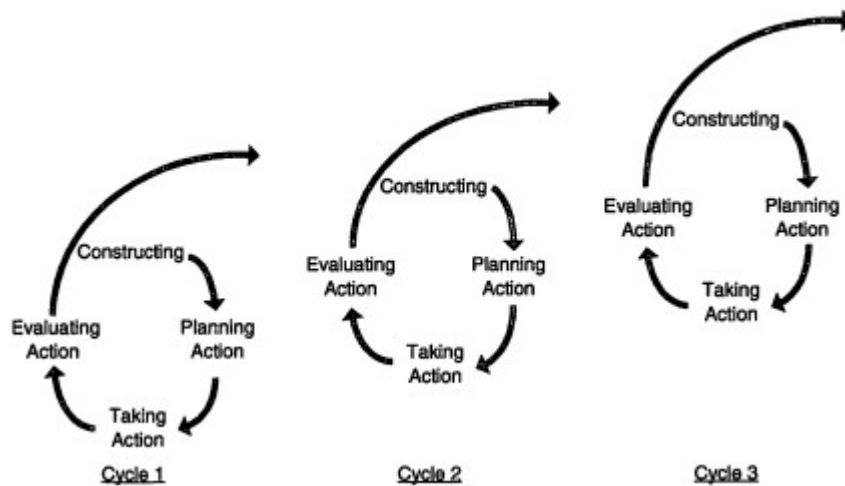 Constructing
Evaluating
Action
Planning
Action
Taking
Action
Cycle 1
Constructing
Evaluating
Action
Planning
Action
Taking
Action
Cycle 2
Constructing
Evaluating
Action
Planning
Action
Taking
Action
Cycle 3